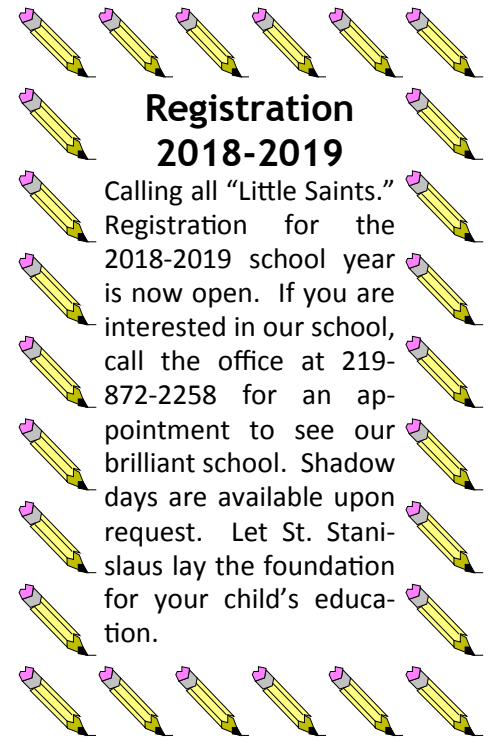 Registration
2018-2019
Calling all “Little Saints.”
Registration for the
2018-2019 school year
is now open. If you are
interested in our school,
call the office at 219-
872-2258 for an ap-
pointment to see our
brilliant school. Shadow
days are available upon
request. Let St. Stani-
slaus lay the foundation
for your child’s educa-
tion.